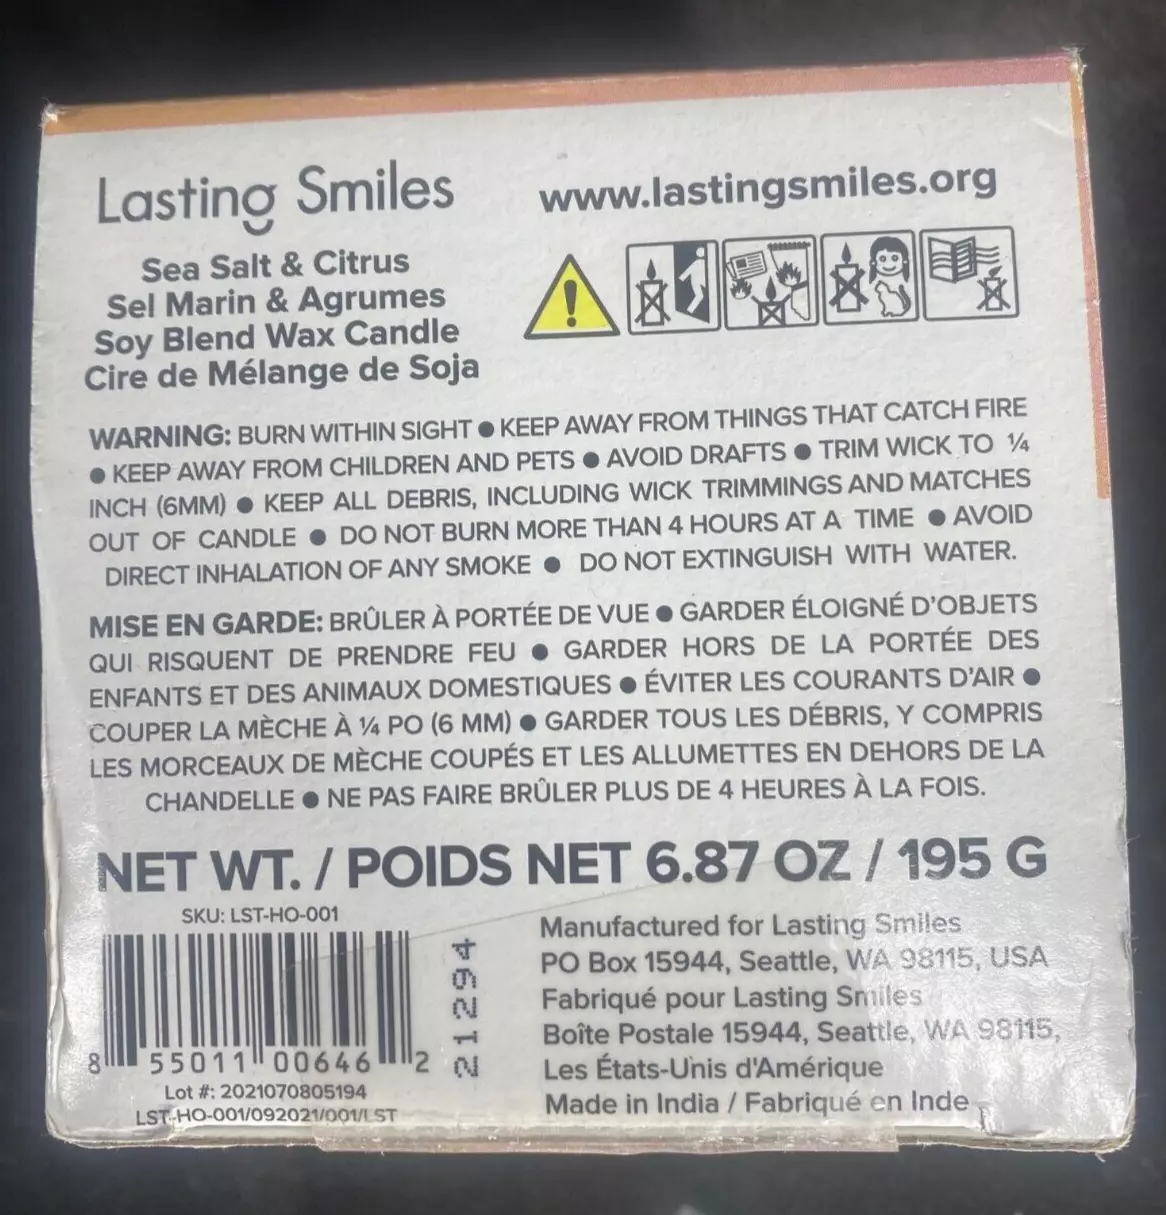 Lasting Smiles
www.lastingsmiles.org
Sea Salt & Citrus
Sel Marin & Agrumes
Soy Blend Wax Candle
Cire de Mélange de Soja
WARNING: BURN WITHIN SIGHT ● KEEP AWAY FROM THINGS THAT CATCH FIRE
● KEEP AWAY FROM CHILDREN AND PETS ● AVOID DRAFTS ● TRIM WICK TO ¼
INCH (6MM) ● KEEP ALL DEBRIS, INCLUDING WICK TRIMMINGS AND MATCHES
OUT OF CANDLE ● DO NOT BURN MORE THAN 4 HOURS AT A TIME ● AVOID
DIRECT INHALATION OF ANY SMOKE ● DO NOT EXTINGUISH WITH WATER.
MISE EN GARDE: BRÛLER À PORTÉE DE VUE ● GARDER ÉLOIGNÉ D'OBJETS
QUI RISQUENT DE PRENDRE FEU ● GARDER HORS DE LA PORTÉE DES
ENFANTS ET DES ANIMAUX DOMESTIQUES ● ÉVITER LES COURANTS D'AIR ●
COUPER LA MÈCHE À ¼ PO (6 MM) ● GARDER TOUS LES DÉBRIS, Y COMPRIS
LES MORCEAUX DE MÈCHE COUPÉS ET LES ALLUMETTES EN DEHORS DE LA
CHANDELLE ● NE PAS FAIRE BRÛLER PLUS DE 4 HEURES À LA FOIS.
NET WT. / POIDS NET 6.87 OZ / 195 G
SKU: LST-HO-001
8 55011 00646 2
Lot #: 2021070805194
LST-HO-001/092021/001/LST
21294
Manufactured for Lasting Smiles
PO Box 15944, Seattle, WA 98115, USA
Fabriqué pour Lasting Smiles
Boîte Postale 15944, Seattle, WA 98115,
Les États-Unis d'Amérique
Made in India / Fabriqué en Inde